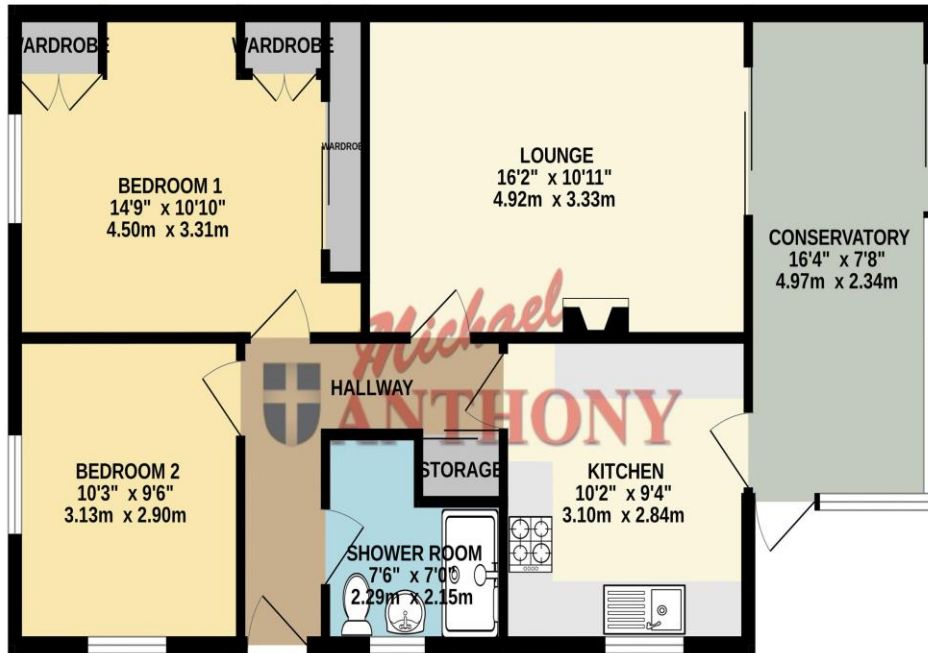 WARDROBE
WARDROBE
WARDROBE
BEDROOM 1
14'9" x 10'10"
4.50m x 3.31m
LOUNGE
16'2" x 10'11"
4.92m x 3.33m
CONSERVATORY
16'4" x 7'8"
4.97m x 2.34m
Michael
ANTHONY
HALLWAY
BEDROOM 2
10'3" x 9'6"
3.13m x 2.90m
STORAGE
KITCHEN
10'2" x 9'4"
3.10m x 2.84m
SHOWER ROOM
7'6" x 7'0"
2.29m x 2.15m